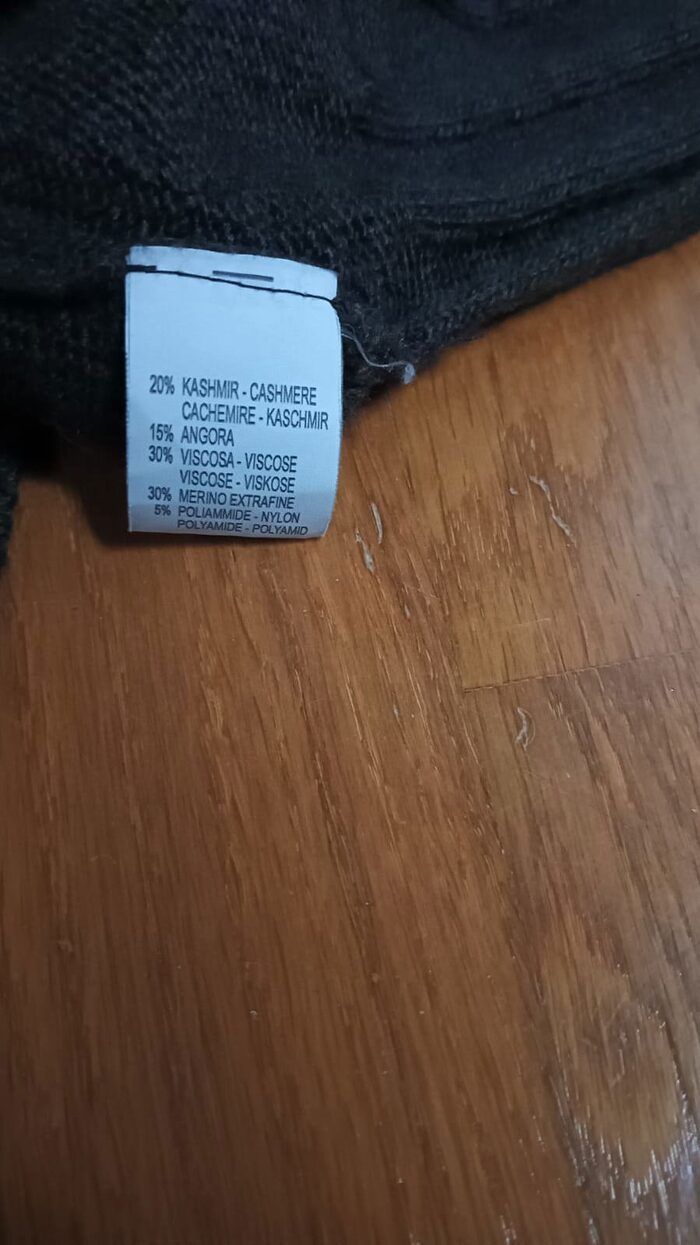 20% KASHMIR - CASHMERE
CACHEMIRE - KASCHMIR
15% ANGORA
30% VISCOSA - VISCOSE
VISCOSE - VISKOSE
30% MERINO EXTRAFINE
5% POLIAMMIDE - NYLON
POLYAMIDE - POLYAMID